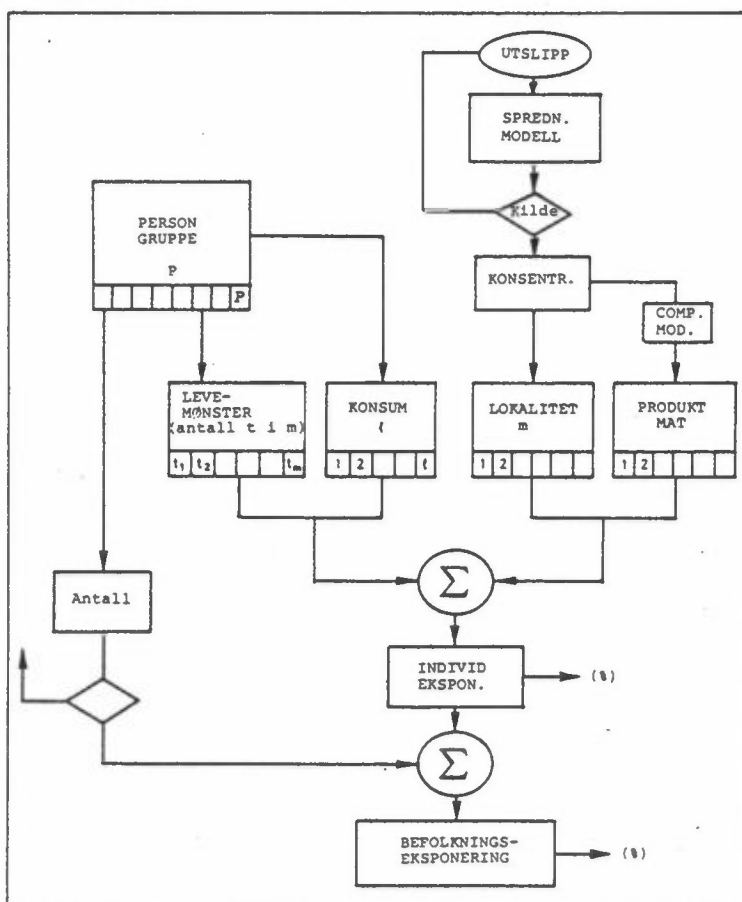 UTSLIPP
SPREDN.
MODELL
Kilde
PERSON
GRUPPE
P
P
KONSENTR.
COMP.
MOD.
LEVE-
MØNSTER
(antall t i m)
t1 t2 tm
KONSUM
ℓ
1 2 ℓ
LOKALITET
m
1 2
PRODUKT
MAT
1 2
Σ
Antall
INDIVID
EKSPON.
(%)
Σ
BEFOLKNINGS-
EKSPONERING
(%)